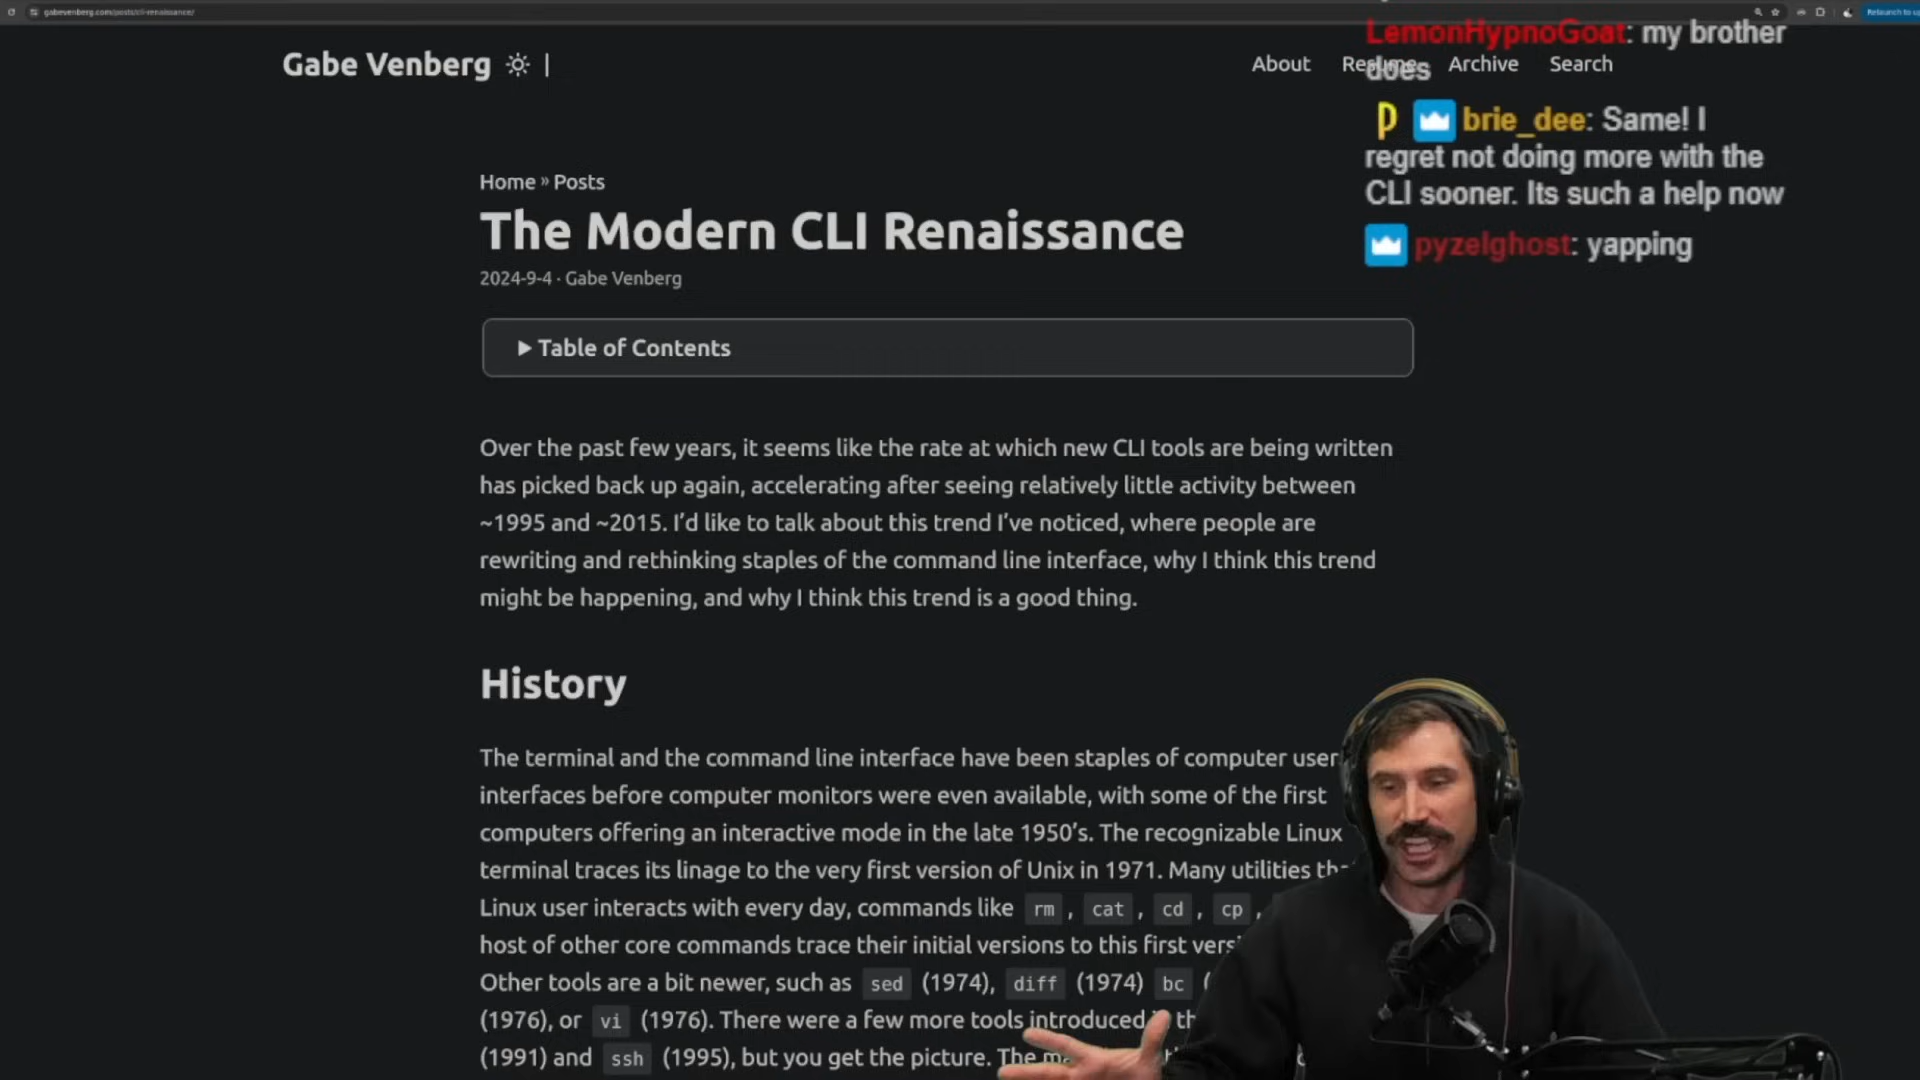 gabevenberg.com/posts/cli-renaissance/
Relaunch to
Gabe Venberg
About
Resume
Archive
Search
LemonHypnoGoat: my brother
does
brie_dee: Same! I
regret not doing more with the
CLI sooner. Its such a help now
pyzelghost: yapping
Home » Posts
The Modern CLI Renaissance
2024-9-4 · Gabe Venberg
Table of Contents
Over the past few years, it seems like the rate at which new CLI tools are being written
has picked back up again, accelerating after seeing relatively little activity between
~1995 and ~2015. I’d like to talk about this trend I’ve noticed, where people are
rewriting and rethinking staples of the command line interface, why I think this trend
might be happening, and why I think this trend is a good thing.
History
The terminal and the command line interface have been staples of computer user
interfaces before computer monitors were even available, with some of the first
computers offering an interactive mode in the late 1950’s. The recognizable Linux
terminal traces its linage to the very first version of Unix in 1971. Many utilities
Linux user interacts with every day, commands like rm , cat , cd , cp ,
host of other core commands trace their initial versions to this first
Other tools are a bit newer, such as sed (1974), diff (1974) bc (
(1976), or vi (1976). There were a few more tools introduced
(1991) and ssh (1995), but you get the picture. The